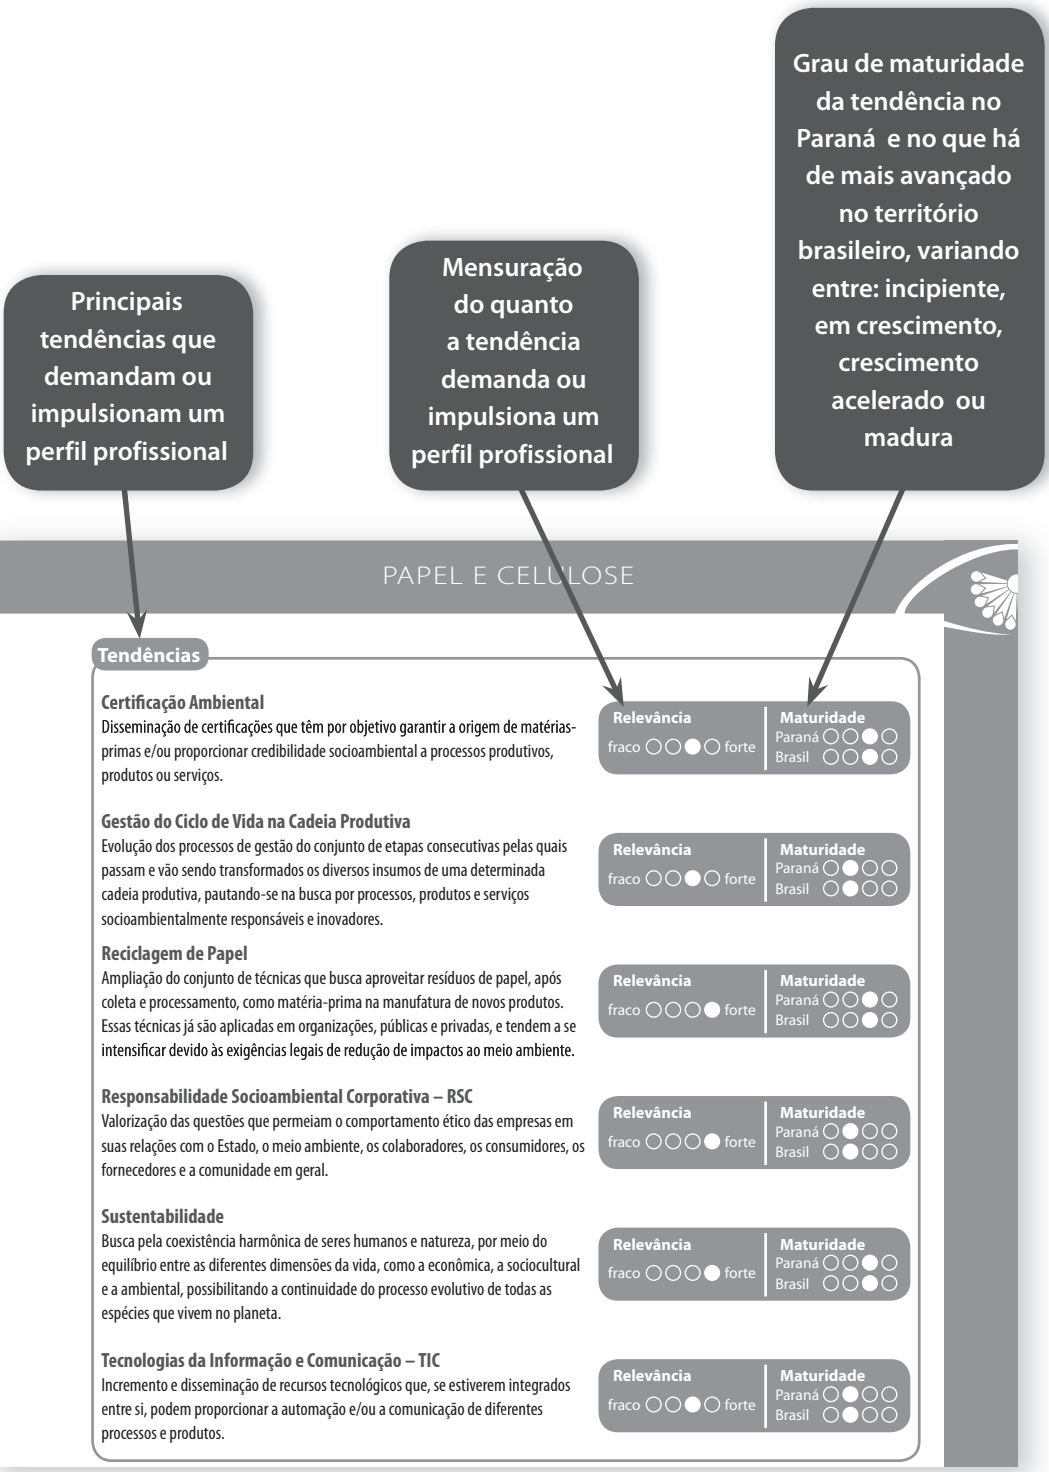 Principais
tendências que
demandam ou
impulsionam um
perfil profissional
Mensuração
do quanto
a tendência
demanda ou
impulsiona um
perfil profissional
Grau de maturidade
da tendência no
Paraná e no que há
de mais avançado
no território
brasileiro, variando
entre: incipiente,
em crescimento,
crescimento
acelerado ou
madura
PAPEL E CELULOSE
Tendências
Certificação Ambiental
Disseminação de certificações que têm por objetivo garantir a origem de matérias-
primas e/ou proporcionar credibilidade socioambiental a processos produtivos,
produtos ou serviços.
Relevância
fraco forte
Maturidade
Paraná
Brasil
Gestão do Ciclo de Vida na Cadeia Produtiva
Evolução dos processos de gestão do conjunto de etapas consecutivas pelas quais
passam e vão sendo transformados os diversos insumos de uma determinada
cadeia produtiva, pautando-se na busca por processos, produtos e serviços
socioambientalmente responsáveis e inovadores.
Relevância
fraco forte
Maturidade
Paraná
Brasil
Reciclagem de Papel
Ampliação do conjunto de técnicas que busca aproveitar resíduos de papel, após
coleta e processamento, como matéria-prima na manufatura de novos produtos.
Essas técnicas já são aplicadas em organizações, públicas e privadas, e tendem a se
intensificar devido às exigências legais de redução de impactos ao meio ambiente.
Relevância
fraco forte
Maturidade
Paraná
Brasil
Responsabilidade Socioambiental Corporativa – RSC
Valorização das questões que permeiam o comportamento ético das empresas em
suas relações com o Estado, o meio ambiente, os colaboradores, os consumidores, os
fornecedores e a comunidade em geral.
Relevância
fraco forte
Maturidade
Paraná
Brasil
Sustentabilidade
Busca pela coexistência harmônica de seres humanos e natureza, por meio do
equilíbrio entre as diferentes dimensões da vida, como a econômica, a sociocultural
e a ambiental, possibilitando a continuidade do processo evolutivo de todas as
espécies que vivem no planeta.
Relevância
fraco forte
Maturidade
Paraná
Brasil
Tecnologias da Informação e Comunicação – TIC
Incremento e disseminação de recursos tecnológicos que, se estiverem integrados
entre si, podem proporcionar a automação e/ou a comunicação de diferentes
processos e produtos.
Relevância
fraco forte
Maturidade
Paraná
Brasil